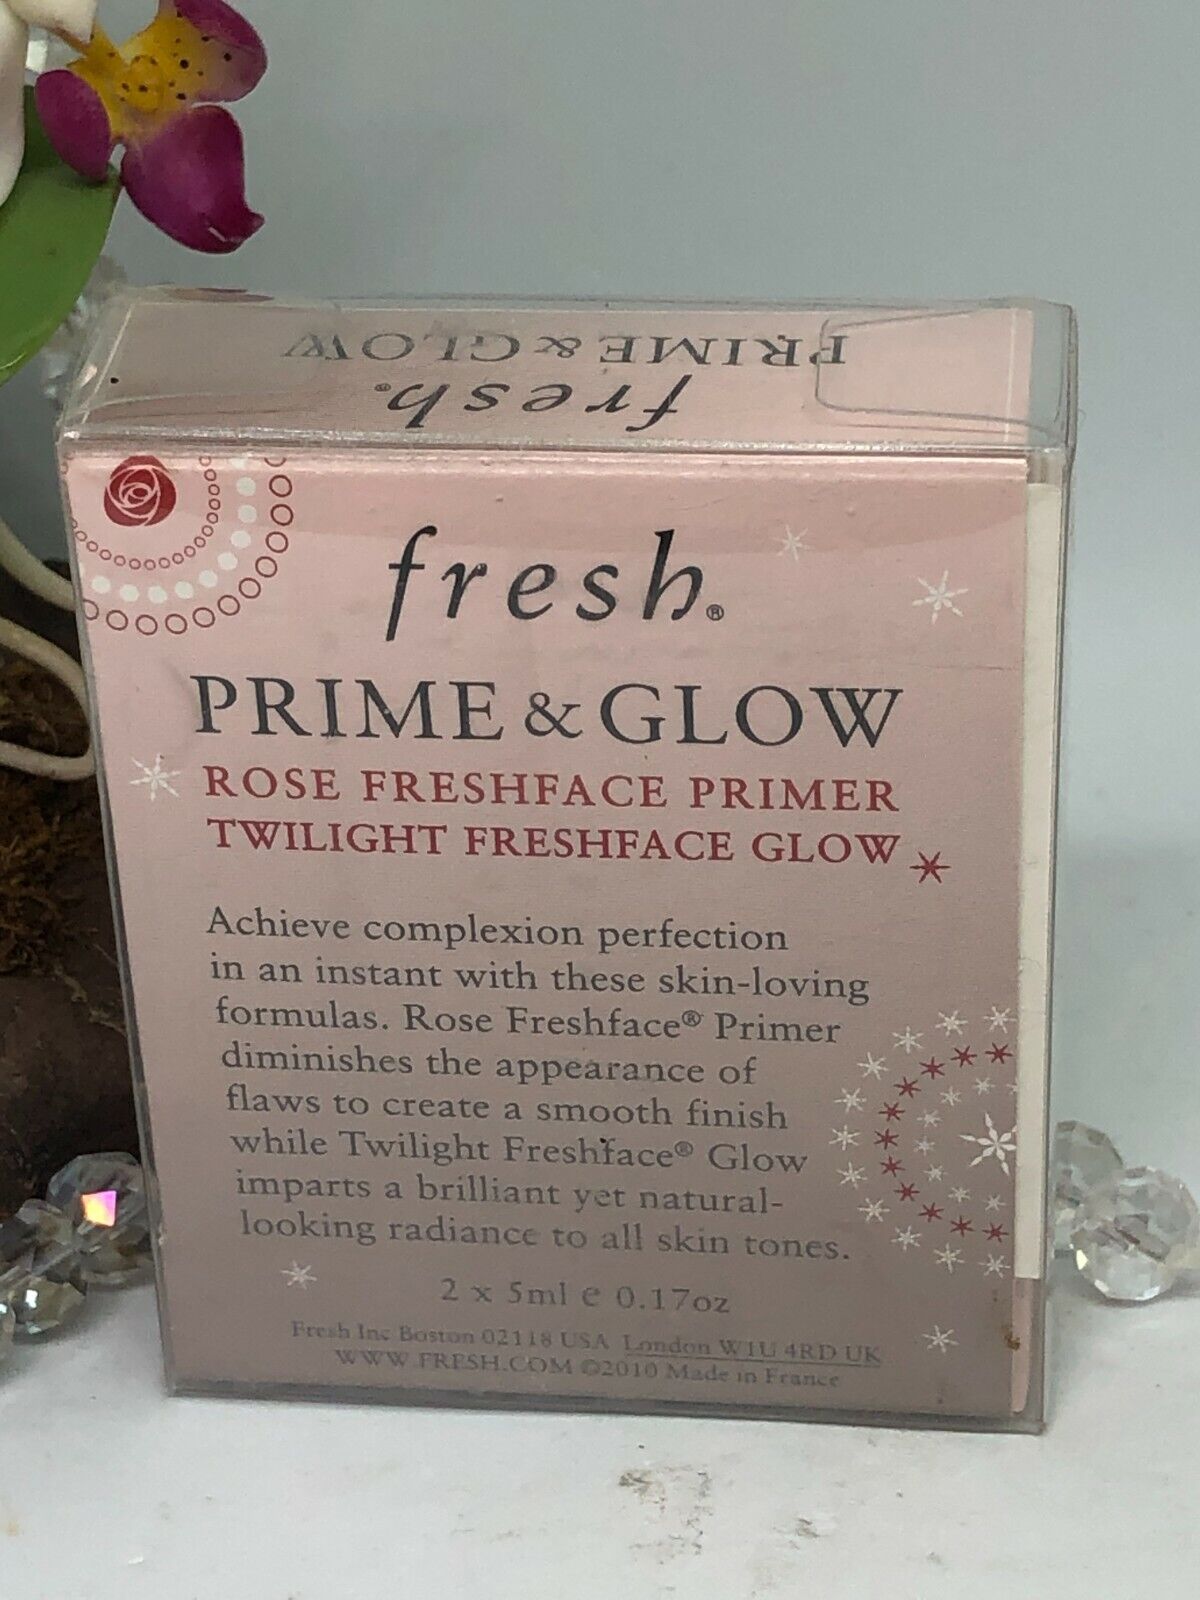 PRIME & GLOW
fresh®
fresh®
PRIME & GLOW
ROSE FRESHFACE PRIMER
TWILIGHT FRESHFACE GLOW
Achieve complexion perfection
in an instant with these skin-loving
formulas. Rose Freshface® Primer
diminishes the appearance of
flaws to create a smooth finish
while Twilight Freshface® Glow
imparts a brilliant yet natural-
looking radiance to all skin tones.
2 x 5ml e 0.17oz
Fresh Inc Boston 02118 USA London W1U 4RD UK
WWW.FRESH.COM ©2010 Made in France